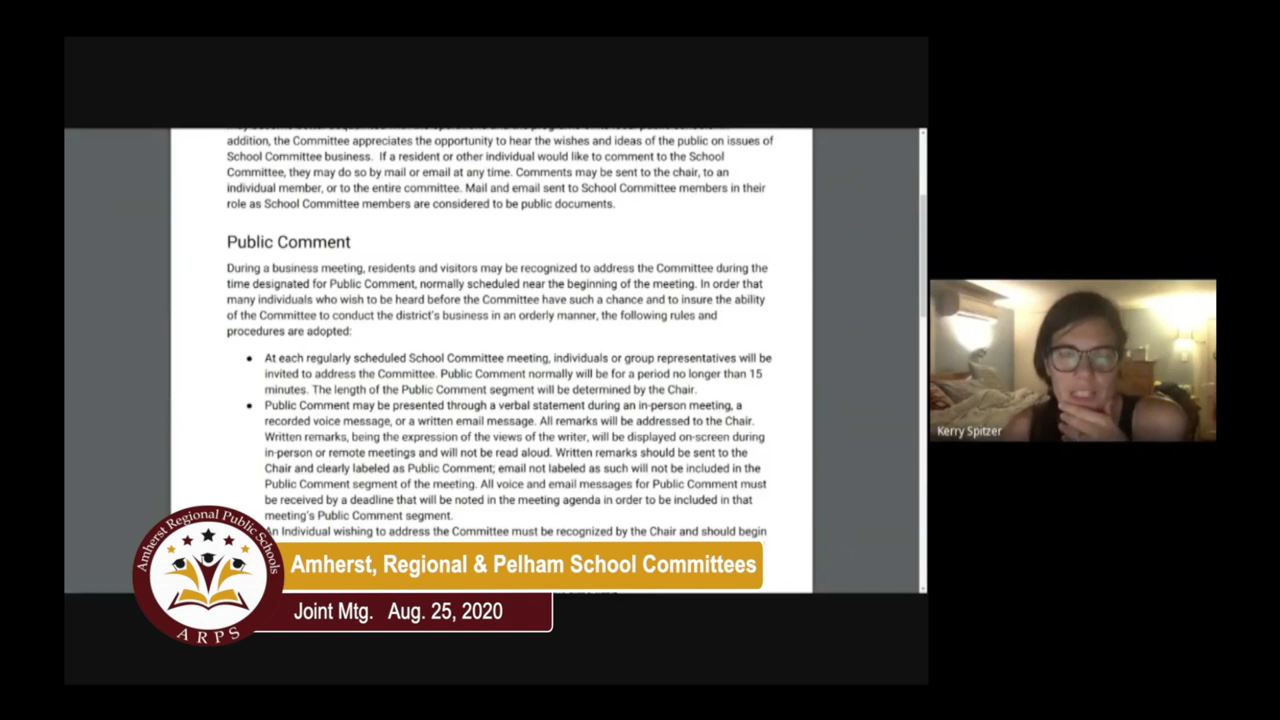 addition, the Committee appreciates the opportunity to hear the wishes and ideas of the public on issues of
School Committee business. If a resident or other individual would like to comment to the School
Committee, they may do so by mail or email at any time. Comments may be sent to the chair, to an
individual member, or to the entire committee. Mail and email sent to School Committee members in their
role as School Committee members are considered to be public documents.
Public Comment
During a business meeting, residents and visitors may be recognized to address the Committee during the
time designated for Public Comment, normally scheduled near the beginning of the meeting. In order that
many individuals who wish to be heard before the Committee have such a chance and to insure the ability
of the Committee to conduct the district's business in an orderly manner, the following rules and
procedures are adopted:
• At each regularly scheduled School Committee meeting, individuals or group representatives will be
invited to address the Committee. Public Comment normally will be for a period no longer than 15
minutes. The length of the Public Comment segment will be determined by the Chair.
• Public Comment may be presented through a verbal statement during an in-person meeting, a
recorded voice message, or a written email message. All remarks will be addressed to the Chair.
Written remarks, being the expression of the views of the writer, will be displayed on-screen during
in-person or remote meetings and will not be read aloud. Written remarks should be sent to the
Chair and clearly labeled as Public Comment; email not labeled as such will not be included in the
Public Comment segment of the meeting. All voice and email messages for Public Comment must
be received by a deadline that will be noted in the meeting agenda in order to be included in that
meeting's Public Comment segment.
An Individual wishing to address the Committee must be recognized by the Chair and should begin
Kerry Spitzer
Amherst Regional Public Schools
ARPS
Amherst, Regional & Pelham School Committees
Joint Mtg. Aug. 25, 2020